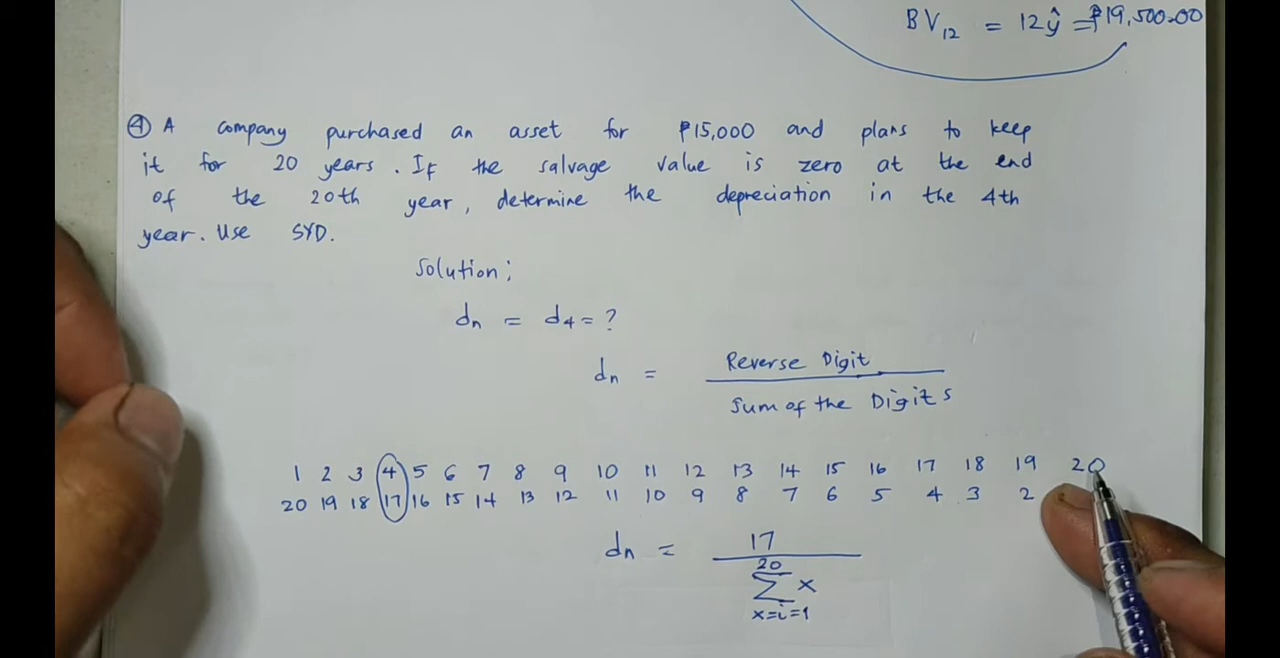 BV12 = 12ŷ = ₱19,500.00
④ A company purchased an asset for ₱15,000 and plans to keep
it for 20 years. If the salvage value is zero at the end
of the 20th year, determine the depreciation in the 4th
year. Use SYD.
Solution;
dn = d4 = ?
dn = Reverse Digit
Sum of the Digits
1 2 3 4 5 6 7 8 9 10 11 12 13 14 15 16 17 18 19 20
20 19 18 17 16 15 14 13 12 11 10 9 8 7 6 5 4 3 2
dn = 17
20
Σ x
x=i=1